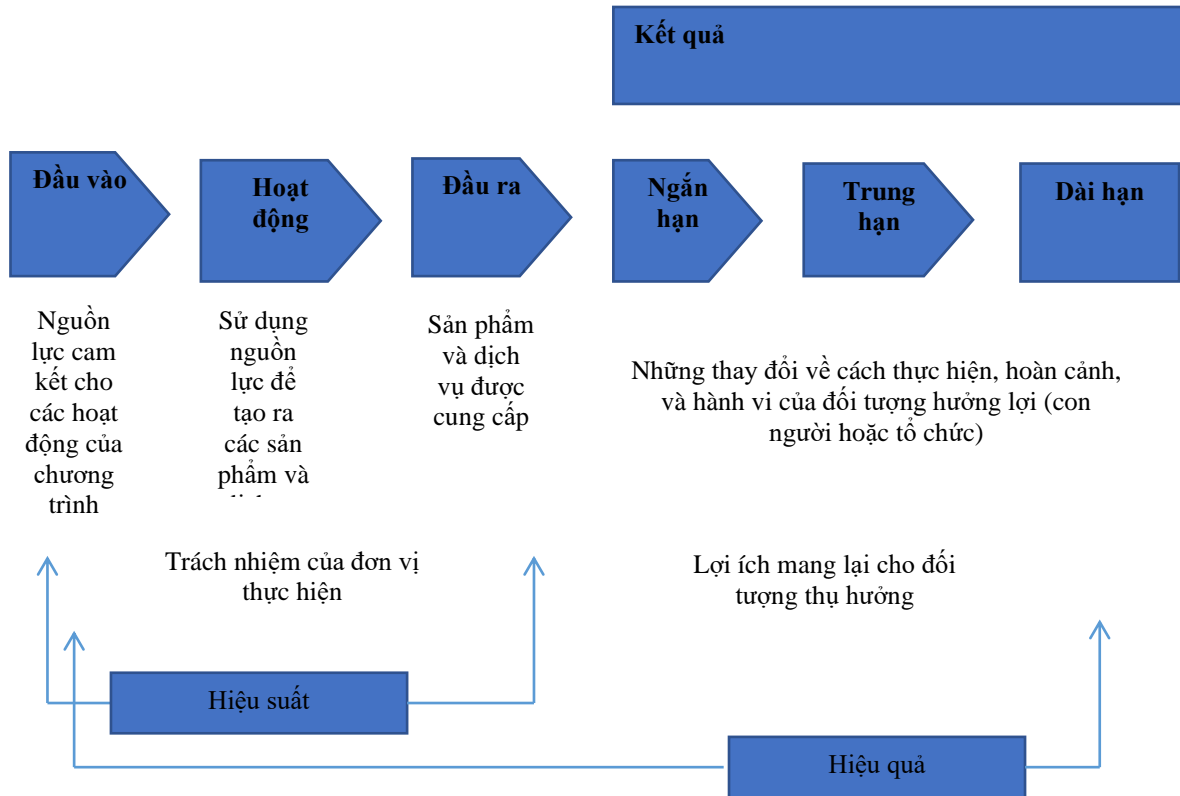 Kết quả
Đầu vào
Hoạt
động
Đầu ra
Ngắn
hạn
Trung
hạn
Dài hạn
Nguồn
lực cam
kết cho
các hoạt
động của
chương
trình
Sử dụng
nguồn
lực để
tạo ra
các sản
phẩm và
Sản phẩm
và dịch
vụ được
cung cấp
Những thay đổi về cách thực hiện, hoàn cảnh,
và hành vi của đối tượng hưởng lợi (con
người hoặc tổ chức)
Trách nhiệm của đơn vị
thực hiện
Lợi ích mang lại cho đối
tượng thụ hưởng
Hiệu suất
Hiệu quả